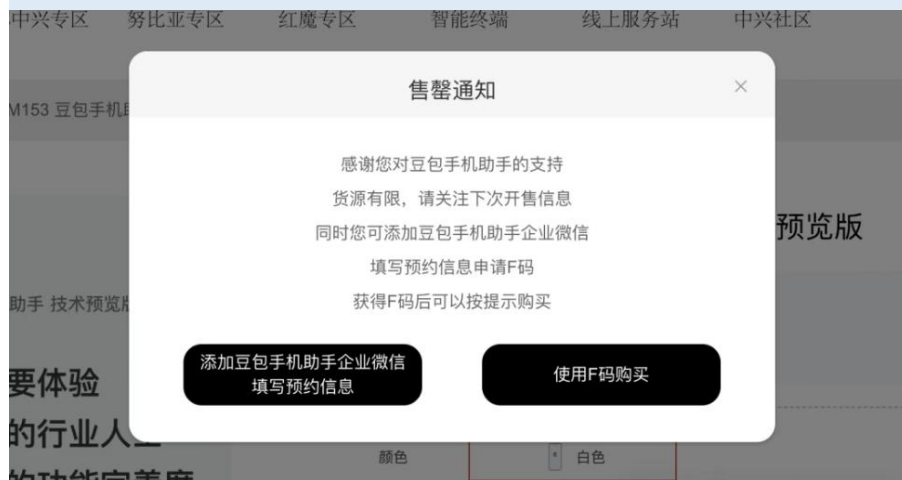 中兴专区 努比亚专区 红魔专区 智能终端 线上服务站 中兴社区
M153 豆包手机
售罄通知
感谢您对豆包手机助手的支持
货源有限，请关注下次开售信息
同时您可添加豆包手机助手企业微信
填写预约信息申请F码
获得F码后可以按提示购买
预览版
助手 技术预览
添加豆包手机助手企业微信
填写预约信息
使用F码购买
要体验
的行业人
颜色 白色